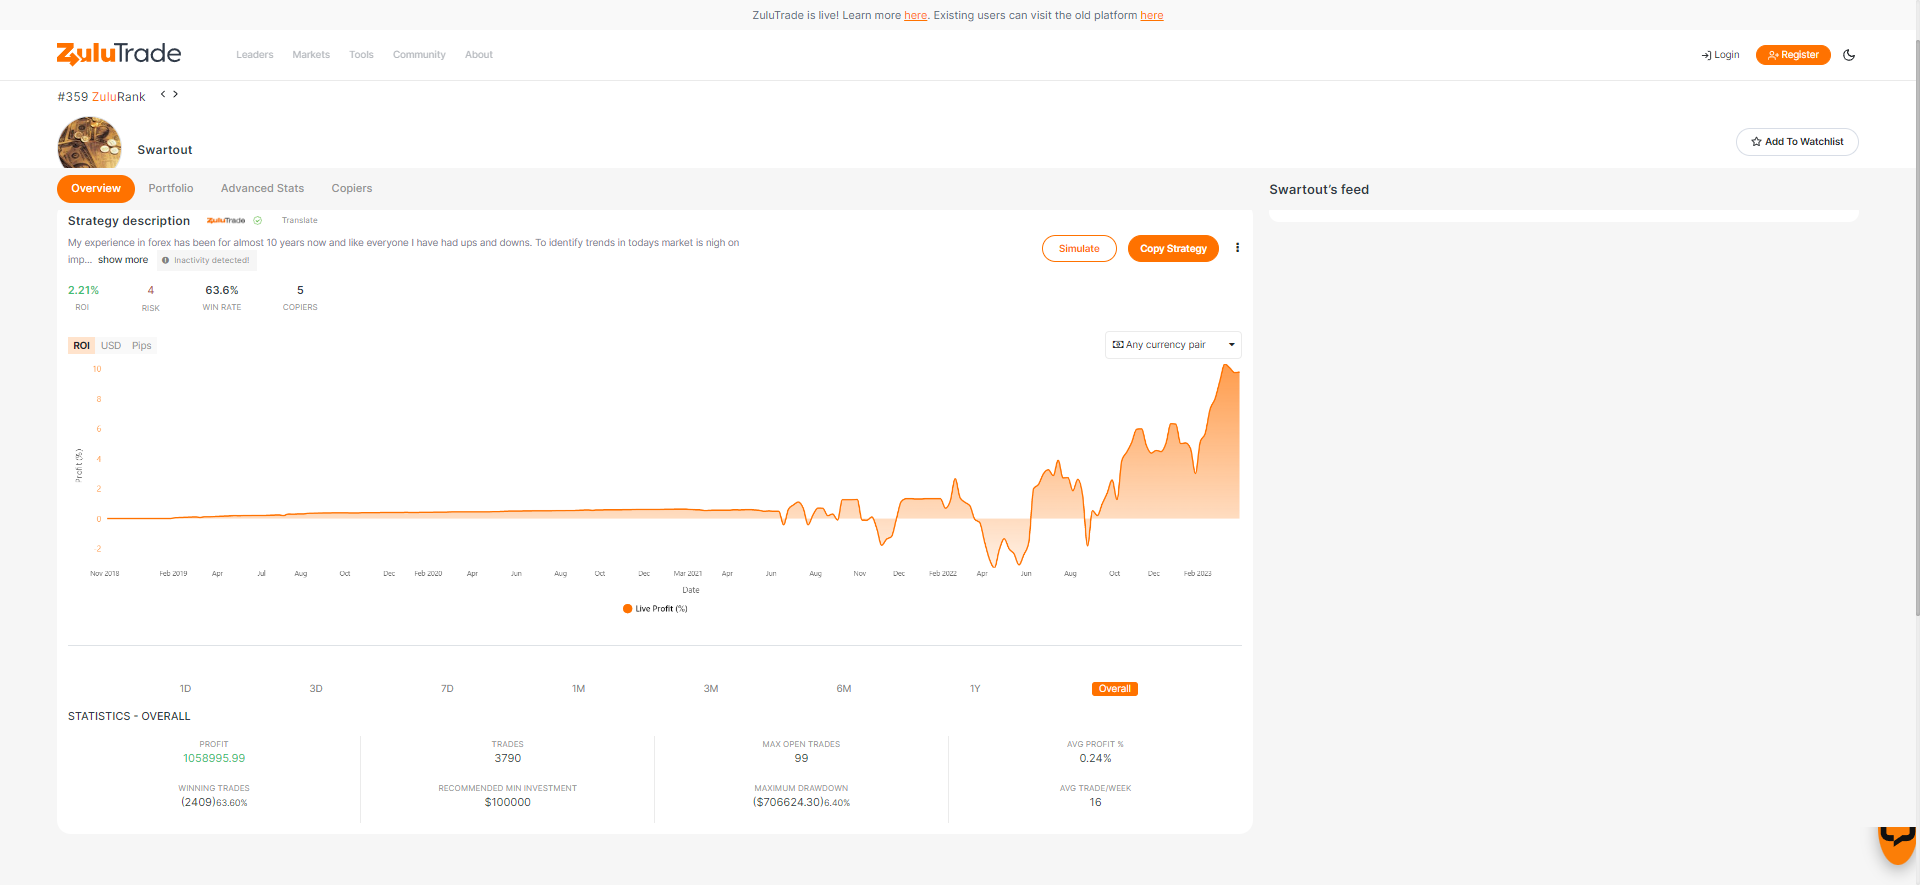 ZuluTrade is live! Learn more here. Existing users can visit the old platform here
ZuluTrade
Leaders Markets Tools Community About
Login Register
#359 ZuluRank < >
Swartout
Add To Watchlist
Overview Portfolio Advanced Stats Copiers
Swartout's feed
Strategy description ZuluTrade Translate
My experience in forex has been for almost 10 years now and like everyone I have had ups and downs. To identify trends in todays market is nigh on
imp... show more Inactivity detected!
Simulate Copy Strategy
2.21% 4 63.6% 5
ROI RISK WIN RATE COPIERS
ROI USD Pips
Any currency pair
10
8
6
4
2
0
-2
Profit (%)
Nov 2018 Feb 2019 Apr Jul Aug Oct Dec Feb 2020 Apr Jun Aug Oct Dec Mar 2021 Apr Jun Aug Nov Dec Feb 2022 Apr Jun Aug Oct Dec Feb 2023
Date
Live Profit (%)
1D 3D 7D 1M 3M 6M 1Y Overall
STATISTICS - OVERALL
PROFIT TRADES MAX OPEN TRADES AVG PROFIT %
1058995.99 3790 99 0.24%
WINNING TRADES RECOMMENDED MIN INVESTMENT MAXIMUM DRAWDOWN AVG TRADE/WEEK
(2409)63.60% $100000 ($706624.30)6.40% 16